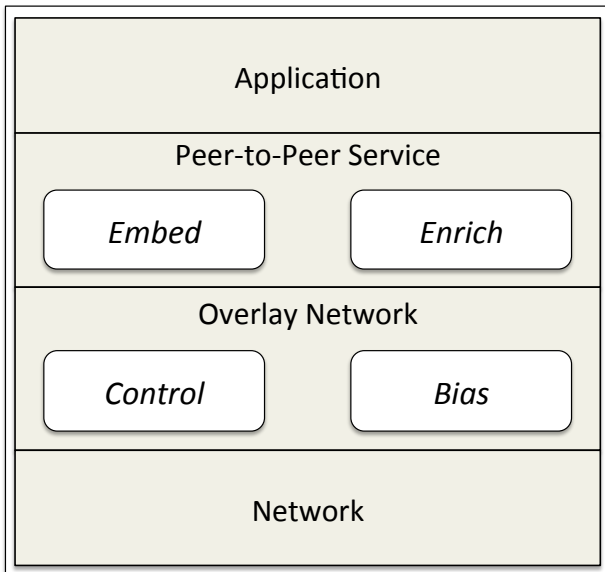 Application
Peer-to-Peer Service
Embed Enrich
Overlay Network
Control Bias
Network